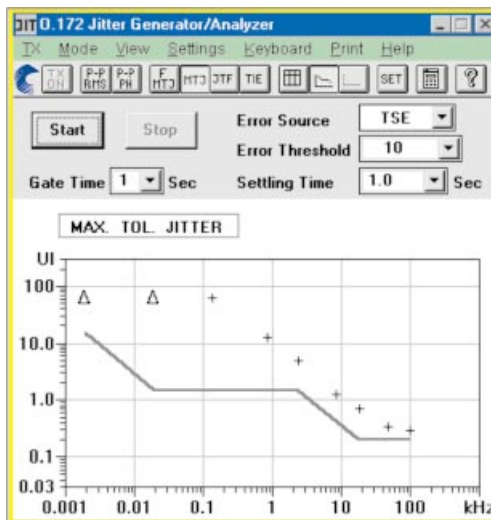 JIT O.172 Jitter Generator/Analyzer
TX Mode View Settings Keyboard Print Help
TX ON P-P RMS P-P PH F MTJ MTJ JTF TIE SET ?
Start Stop Error Source TSE
Error Threshold 10
Gate Time 1 Sec Settling Time 1.0 Sec
MAX. TOL. JITTER
UI
100
10.0
1.0
0.1
0.03
0.001 0.01 0.1 1 10 100 kHz